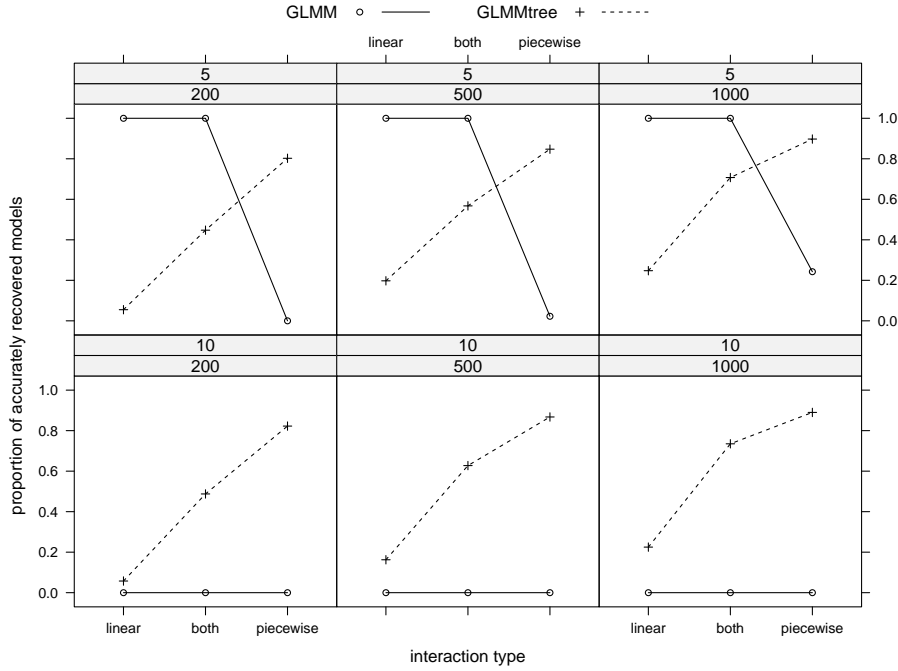 GLMM GLMMtree
linear both piecewise
5 5 5
200 500 1000
1.0
0.8
0.6
0.4
0.2
0.0
10 10 10
200 500 1000
1.0
0.8
0.6
0.4
0.2
0.0
linear both piecewise linear both piecewise
interaction type
proportion of accurately recovered models